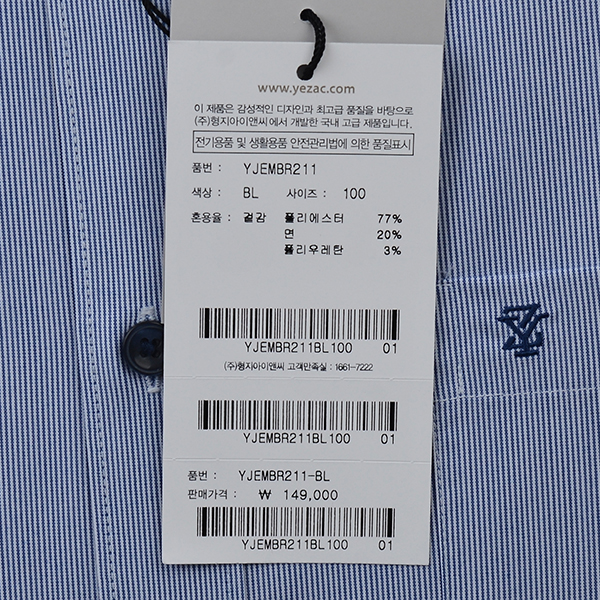 www.yezac.com
이 제품은 감성적인 디자인과 최고급 품질을 바탕으로
(주)형지아이앤씨에서 개발한 국내 고급 제품입니다.
전기용품 및 생활용품 안전관리법에 의한 품질표시
품번 : YJEMBR211
색상 : BL 사이즈 : 100
혼용율 : 겉감 폴리에스터 77%
면 20%
폴리우레탄 3%
YJEMBR211BL100 01
(주)형지아이앤씨 고객만족실 : 1661-7222
YJEMBR211BL100 01
품번 : YJEMBR211-BL
판매가격 : ₩ 149,000
YJEMBR211BL100 01